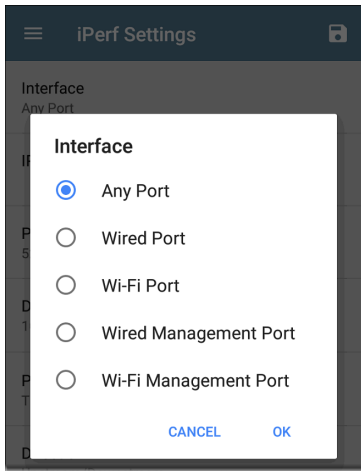 iPerf Settings
Interface
Any Port
Interface
Any Port
Wired Port
Wi-Fi Port
Wired Management Port
Wi-Fi Management Port
CANCEL
OK